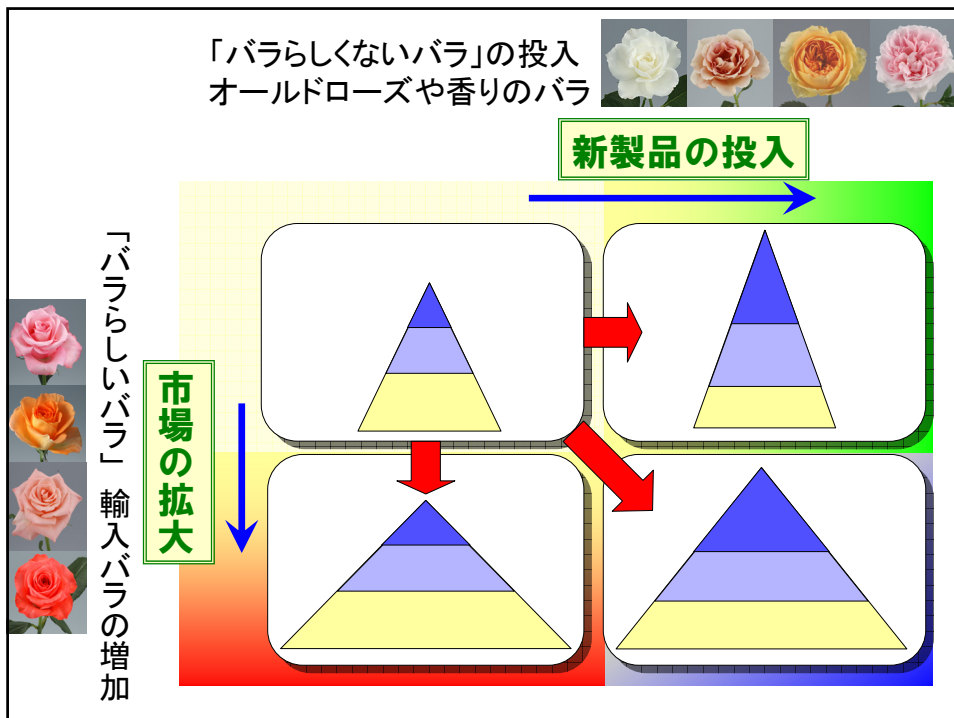 「バラらしくないバラ」の投入
オールドローズや香りのバラ
新製品の投入
「バラらしいバラ」 輸入バラの増加
市場の拡大